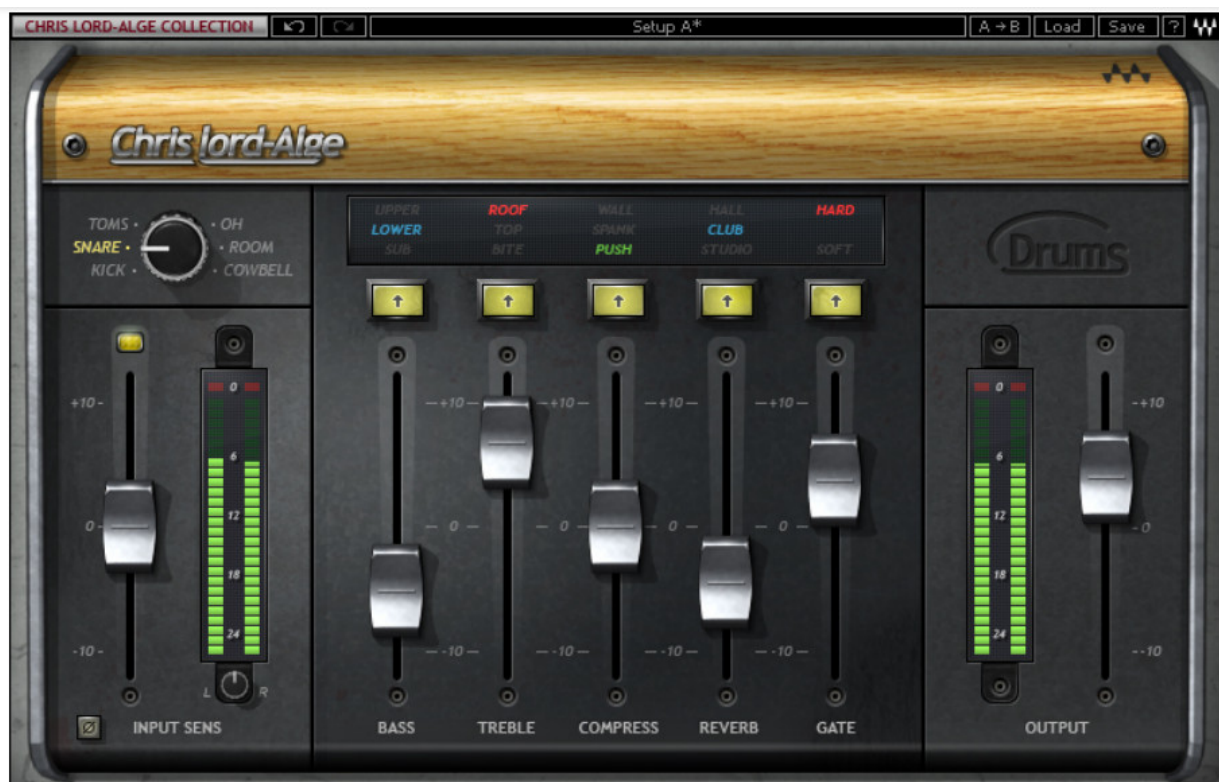 CHRIS LORD-ALGE COLLECTION Setup A* A→B Load Save ?
Chris lord-Alge
TOMS OH
SNARE ROOM
KICK COWBELL
UPPER ROOF WALL HALL HARD
LOWER TOP SPANK CLUB
SUB BITE PUSH STUDIO SOFT
Drums
+10 0 -10
0 6 12 18 24
L R
+10 0 -10
+10 0 -10
+10 0 -10
+10 0 -10
0 6 12 18 24
+10 0 -10
Ø INPUT SENS BASS TREBLE COMPRESS REVERB GATE OUTPUT